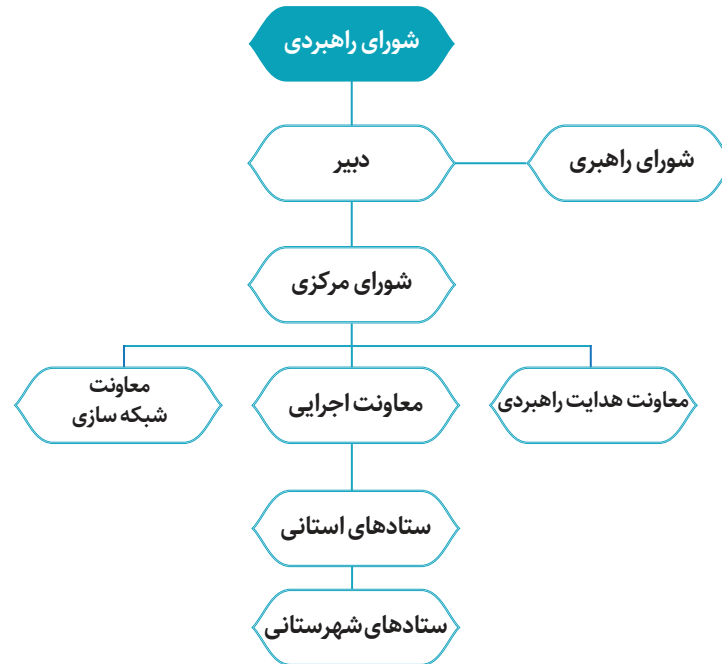 شورای راهبردی
دبیر
شورای راهبری
شورای مرکزی
معاونت هدایت راهبردی
معاونت اجرایی
معاونت
شبکه سازی
ستادهای استانی
ستادهای شهرستانی